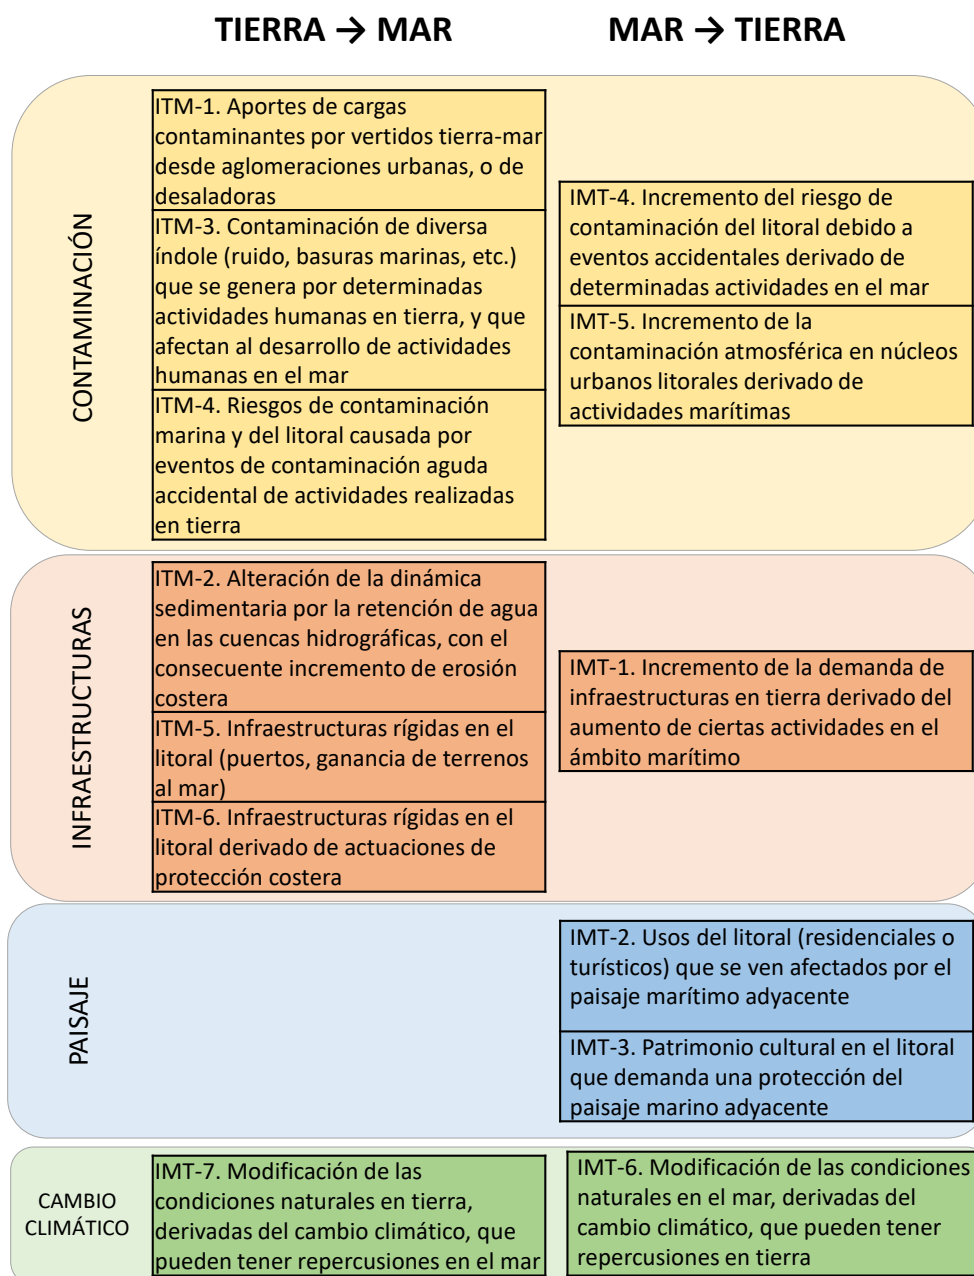 TIERRA → MAR
MAR → TIERRA
CONTAMINACIÓN
ITM-1. Aportes de cargas
contaminantes por vertidos tierra-mar
desde aglomeraciones urbanas, o de
desaladoras
ITM-3. Contaminación de diversa
índole (ruido, basuras marinas, etc.)
que se genera por determinadas
actividades humanas en tierra, y que
afectan al desarrollo de actividades
humanas en el mar
ITM-4. Riesgos de contaminación
marina y del litoral causada por
eventos de contaminación aguda
accidental de actividades realizadas
en tierra
IMT-4. Incremento del riesgo de
contaminación del litoral debido a
eventos accidentales derivado de
determinadas actividades en el mar
IMT-5. Incremento de la
contaminación atmosférica en núcleos
urbanos litorales derivado de
actividades marítimas
INFRAESTRUCTURAS
ITM-2. Alteración de la dinámica
sedimentaria por la retención de agua
en las cuencas hidrográficas, con el
consecuente incremento de erosión
costera
ITM-5. Infraestructuras rígidas en el
litoral (puertos, ganancia de terrenos
al mar)
ITM-6. Infraestructuras rígidas en el
litoral derivado de actuaciones de
protección costera
IMT-1. Incremento de la demanda de
infraestructuras en tierra derivado del
aumento de ciertas actividades en el
ámbito marítimo
PAISAJE
IMT-2. Usos del litoral (residenciales o
turísticos) que se ven afectados por el
paisaje marítimo adyacente
IMT-3. Patrimonio cultural en el litoral
que demanda una protección del
paisaje marino adyacente
CAMBIO
CLIMÁTICO
IMT-7. Modificación de las
condiciones naturales en tierra,
derivadas del cambio climático, que
pueden tener repercusiones en el mar
IMT-6. Modificación de las condiciones
naturales en el mar, derivadas del
cambio climático, que pueden tener
repercusiones en tierra